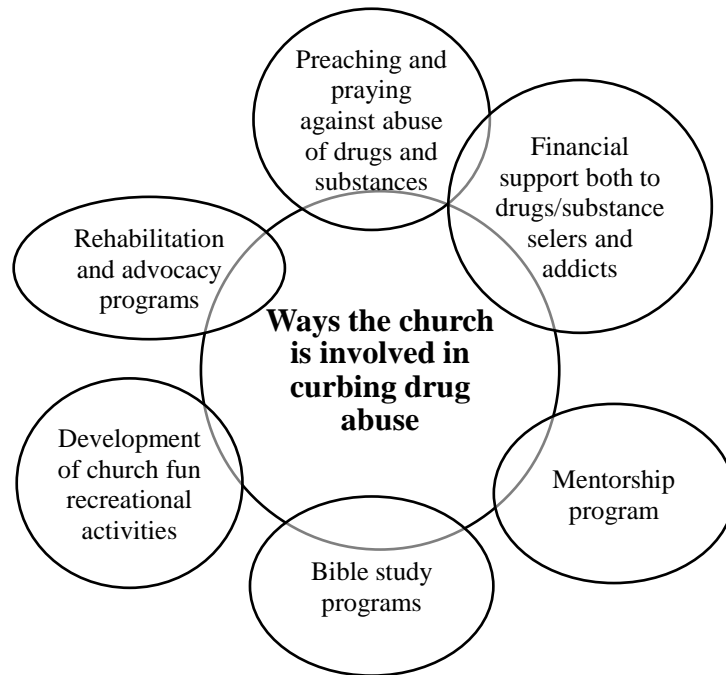 Preaching and
praying
against abuse
of drugs and
substances
Financial
support both to
drugs/substance
selers and
addicts
Rehabilitation
and advocacy
programs
Ways the church
is involved in
curbing drug
abuse
Development
of church fun
recreational
activities
Mentorship
program
Bible study
programs